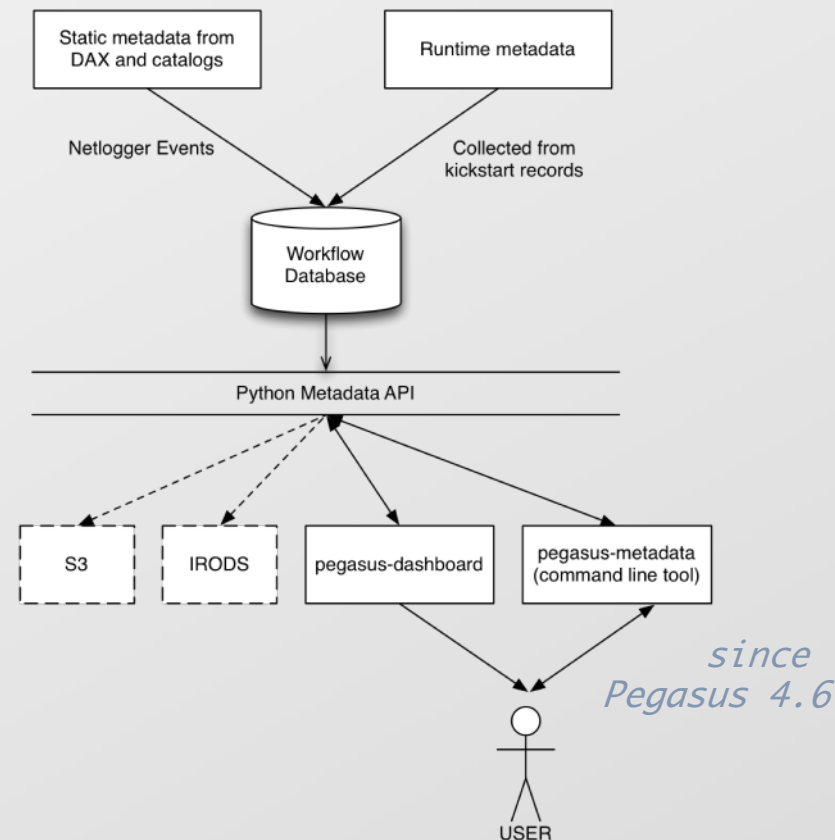 Static metadata from
DAX and catalogs
Runtime metadata
Netlogger Events
Collected from
kickstart records
Workflow
Database
Python Metadata API
S3
IRODS
pegasus-dashboard
pegasus-metadata
(command line tool)
since
Pegasus 4.6
USER